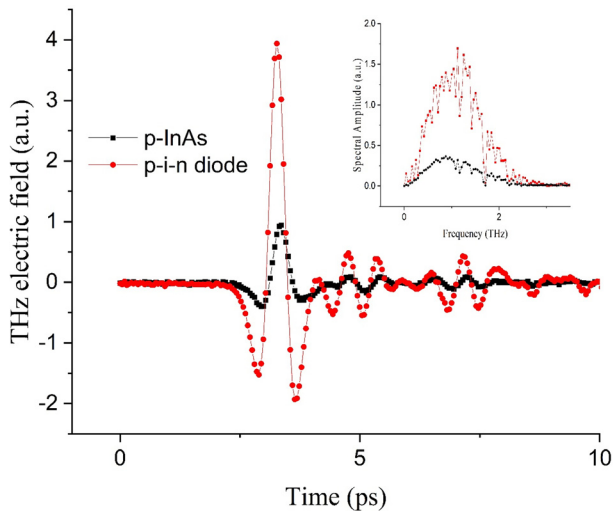 THz electric field (a.u.)
4
3
2
1
0
-1
-2
p-InAs
p-i-n diode
Spectral Amplitude (a.u.)
2.0
1.5
1.0
0.5
0.0
0
2
Frequency (THz)
0
5
10
Time (ps)